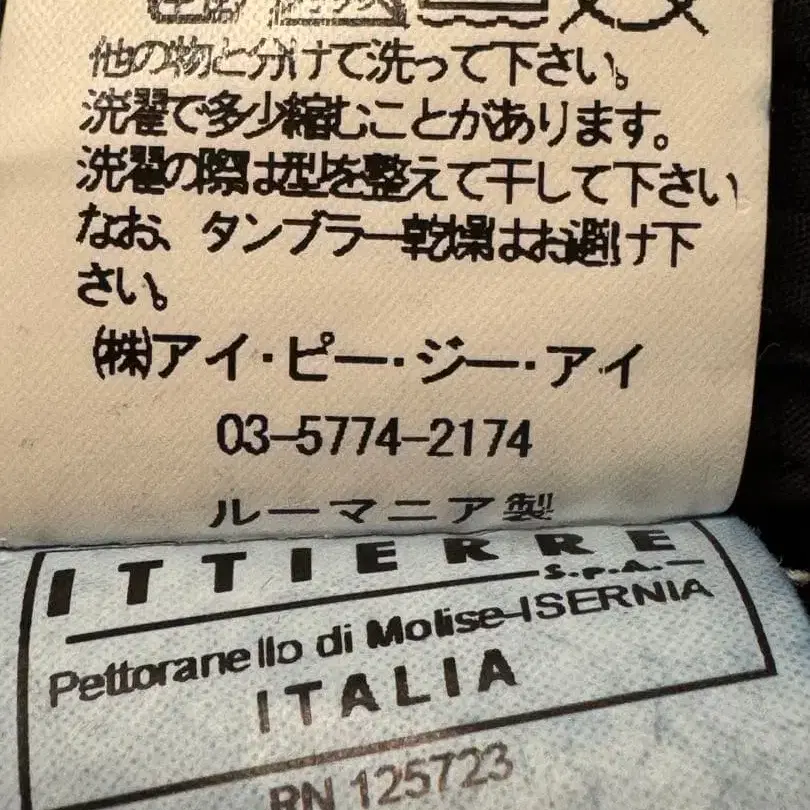 他の物と分けて洗って下さい。
洗濯で多少縮むことがあります。
洗濯の際は型を整えて干して下さい
なお、タンブラー乾燥はお避け下
さい。
(株)アイ・ピー・ジー・アイ
03-5774-2174
ルーマニア製
ITTIERRE
S.p.A.
Pettoranello di Molise-ISERNIA
ITALIA
RN 125723